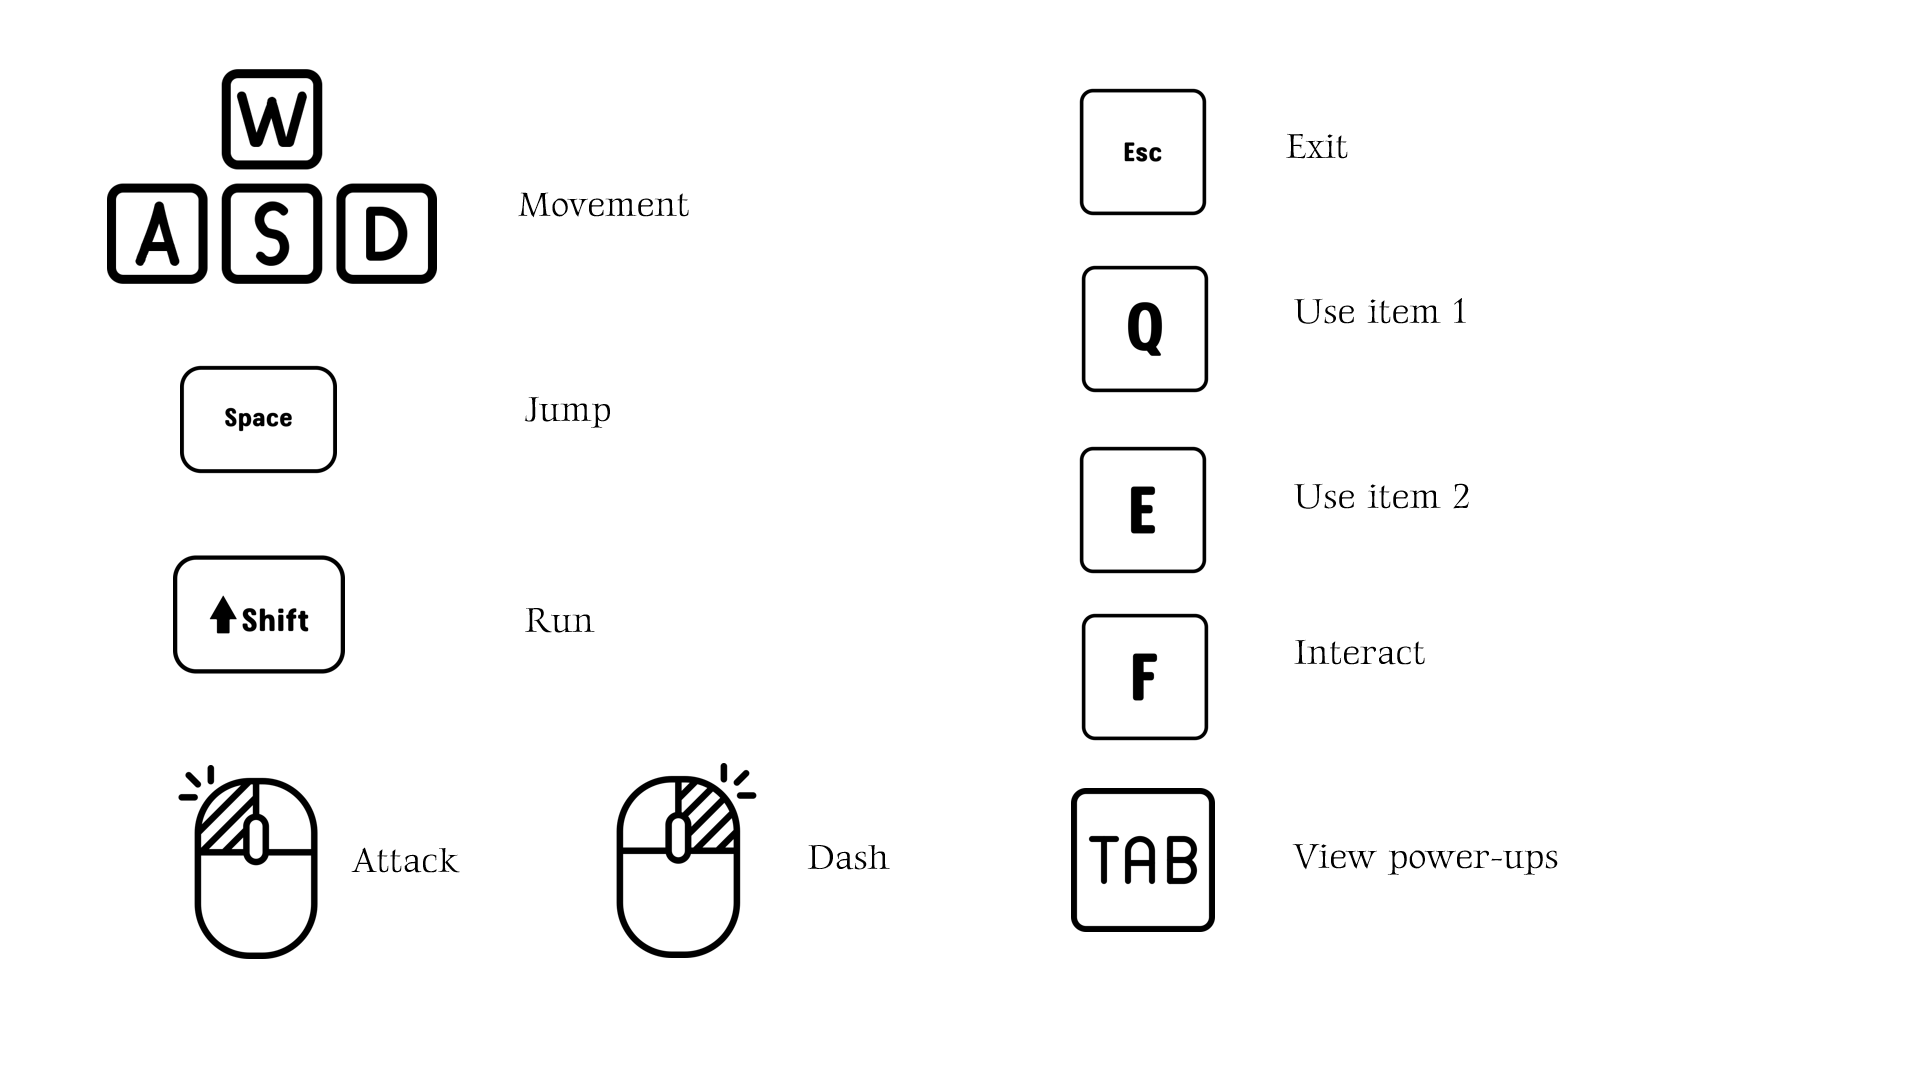 W
A S D
Movement
Space
Jump
Shift
Run
Attack
Dash
Esc
Exit
Q
Use item 1
E
Use item 2
F
Interact
TAB
View power-ups